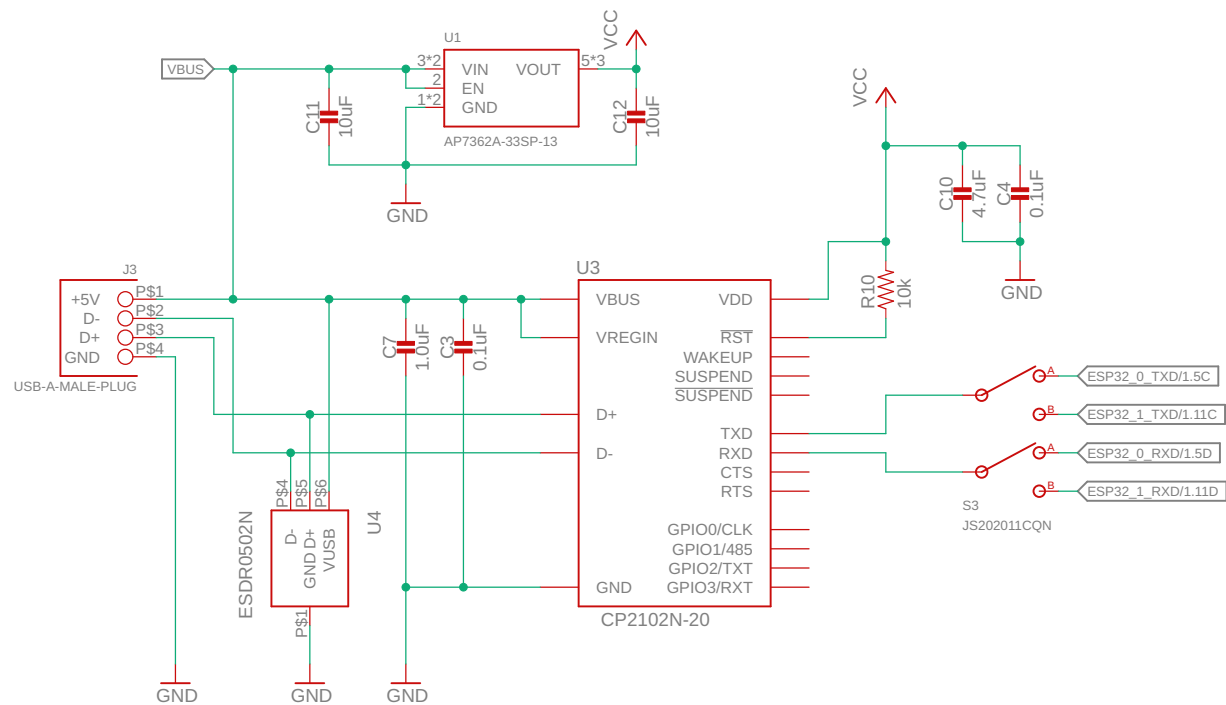 U1
VCC
VBUS
3*2
VIN
VOUT
5*3
2
EN
1*2
GND
C11
10uF
C12
10uF
AP7362A-33SP-13
GND
VCC
C10
4.7uF
C4
0.1uF
GND
R10
10k
J3
+5V
P$1
D-
P$2
D+
P$3
GND
P$4
USB-A-MALE-PLUG
C7
1.0uF
C3
0.1uF
U3
VBUS
VDD
VREGIN
RST
WAKEUP
SUSPEND
SUSPEND
D+
TXD
D-
RXD
CTS
RTS
GPIO0/CLK
GPIO1/485
GPIO2/TXT
GND
GPIO3/RXT
CP2102N-20
A
ESP32_0_TXD/1.5C
B
ESP32_1_TXD/1.11C
A
ESP32_0_RXD/1.5D
B
ESP32_1_RXD/1.11D
S3
JS202011CQN
P$4
P$5
P$6
D-
GND D+
VUSB
U4
ESDR0502N
P$1
GND
GND
GND